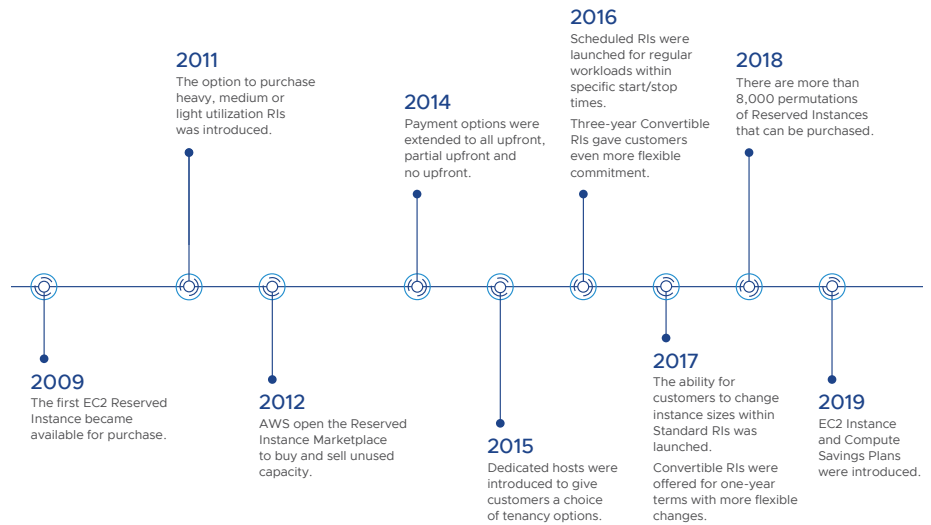 2009
The first EC2 Reserved
Instance became
available for purchase.
2011
The option to purchase
heavy, medium or
light utilization RIs
was introduced.
2012
AWS open the Reserved
Instance Marketplace
to buy and sell unused
capacity.
2014
Payment options were
extended to all upfront,
partial upfront and
no upfront.
2015
Dedicated hosts were
introduced to give
customers a choice
of tenancy options.
2016
Scheduled RIs were
launched for regular
workloads within
specific start/stop
times.
Three-year Convertible
RIs gave customers
even more flexible
commitment.
2017
The ability for
customers to change
instance sizes within
Standard RIs was
launched.
Convertible RIs were
offered for one-year
terms with more flexible
changes.
2018
There are more than
8,000 permutations
of Reserved Instances
that can be purchased.
2019
EC2 Instance
and Compute
Savings Plans
were introduced.